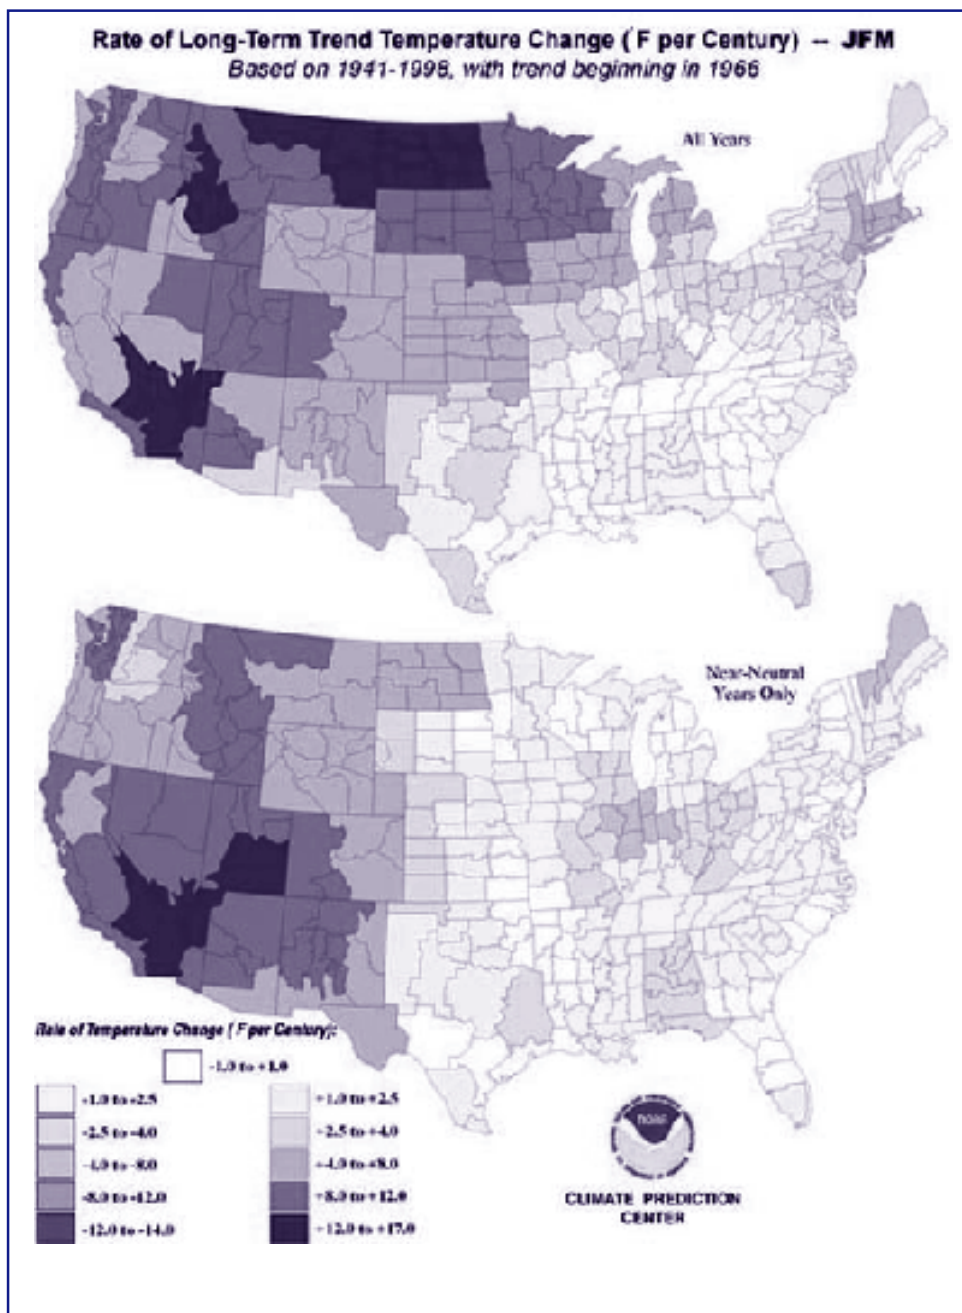 Rate of Long-Term Trend Temperature Change (°F per Century) -- JFM
Based on 1941-1998, with trend beginning in 1966
All Years
Near-Neutral
Years Only
Rate of Temperature Change (°F per Century):
-1.0 to +1.0
-1.0 to -2.5
+1.0 to +2.5
-2.5 to -4.0
+2.5 to +4.0
-4.0 to -8.0
+4.0 to +8.0
-8.0 to -12.0
+8.0 to +12.0
-12.0 to -14.0
+12.0 to +17.0
noaa
CLIMATE PREDICTION
CENTER